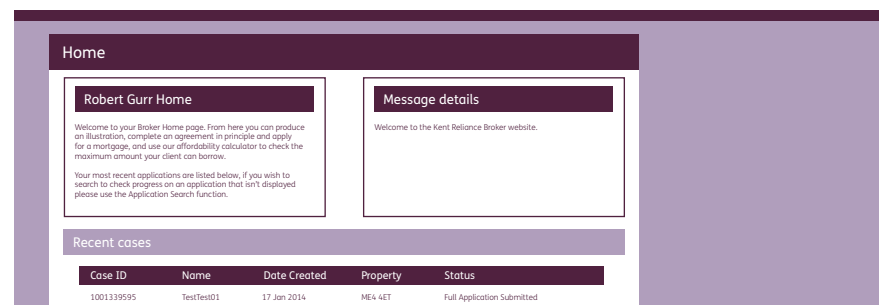 Home
Robert Gurr Home
Welcome to your Broker Home page. From here you can produce
an illustration, complete an agreement in principle and apply
for a mortgage, and use our affordability calculator to check the
maximum amount your client can borrow.
Your most recent applications are listed below, if you wish to
search to check progress on an application that isn't displayed
please use the Application Search function.
Message details
Welcome to the Kent Reliance Broker website.
Recent cases
Case ID Name Date Created Property Status
1001339595 TestTest01 17 Jan 2014 ME4 4ET Full Application Submitted